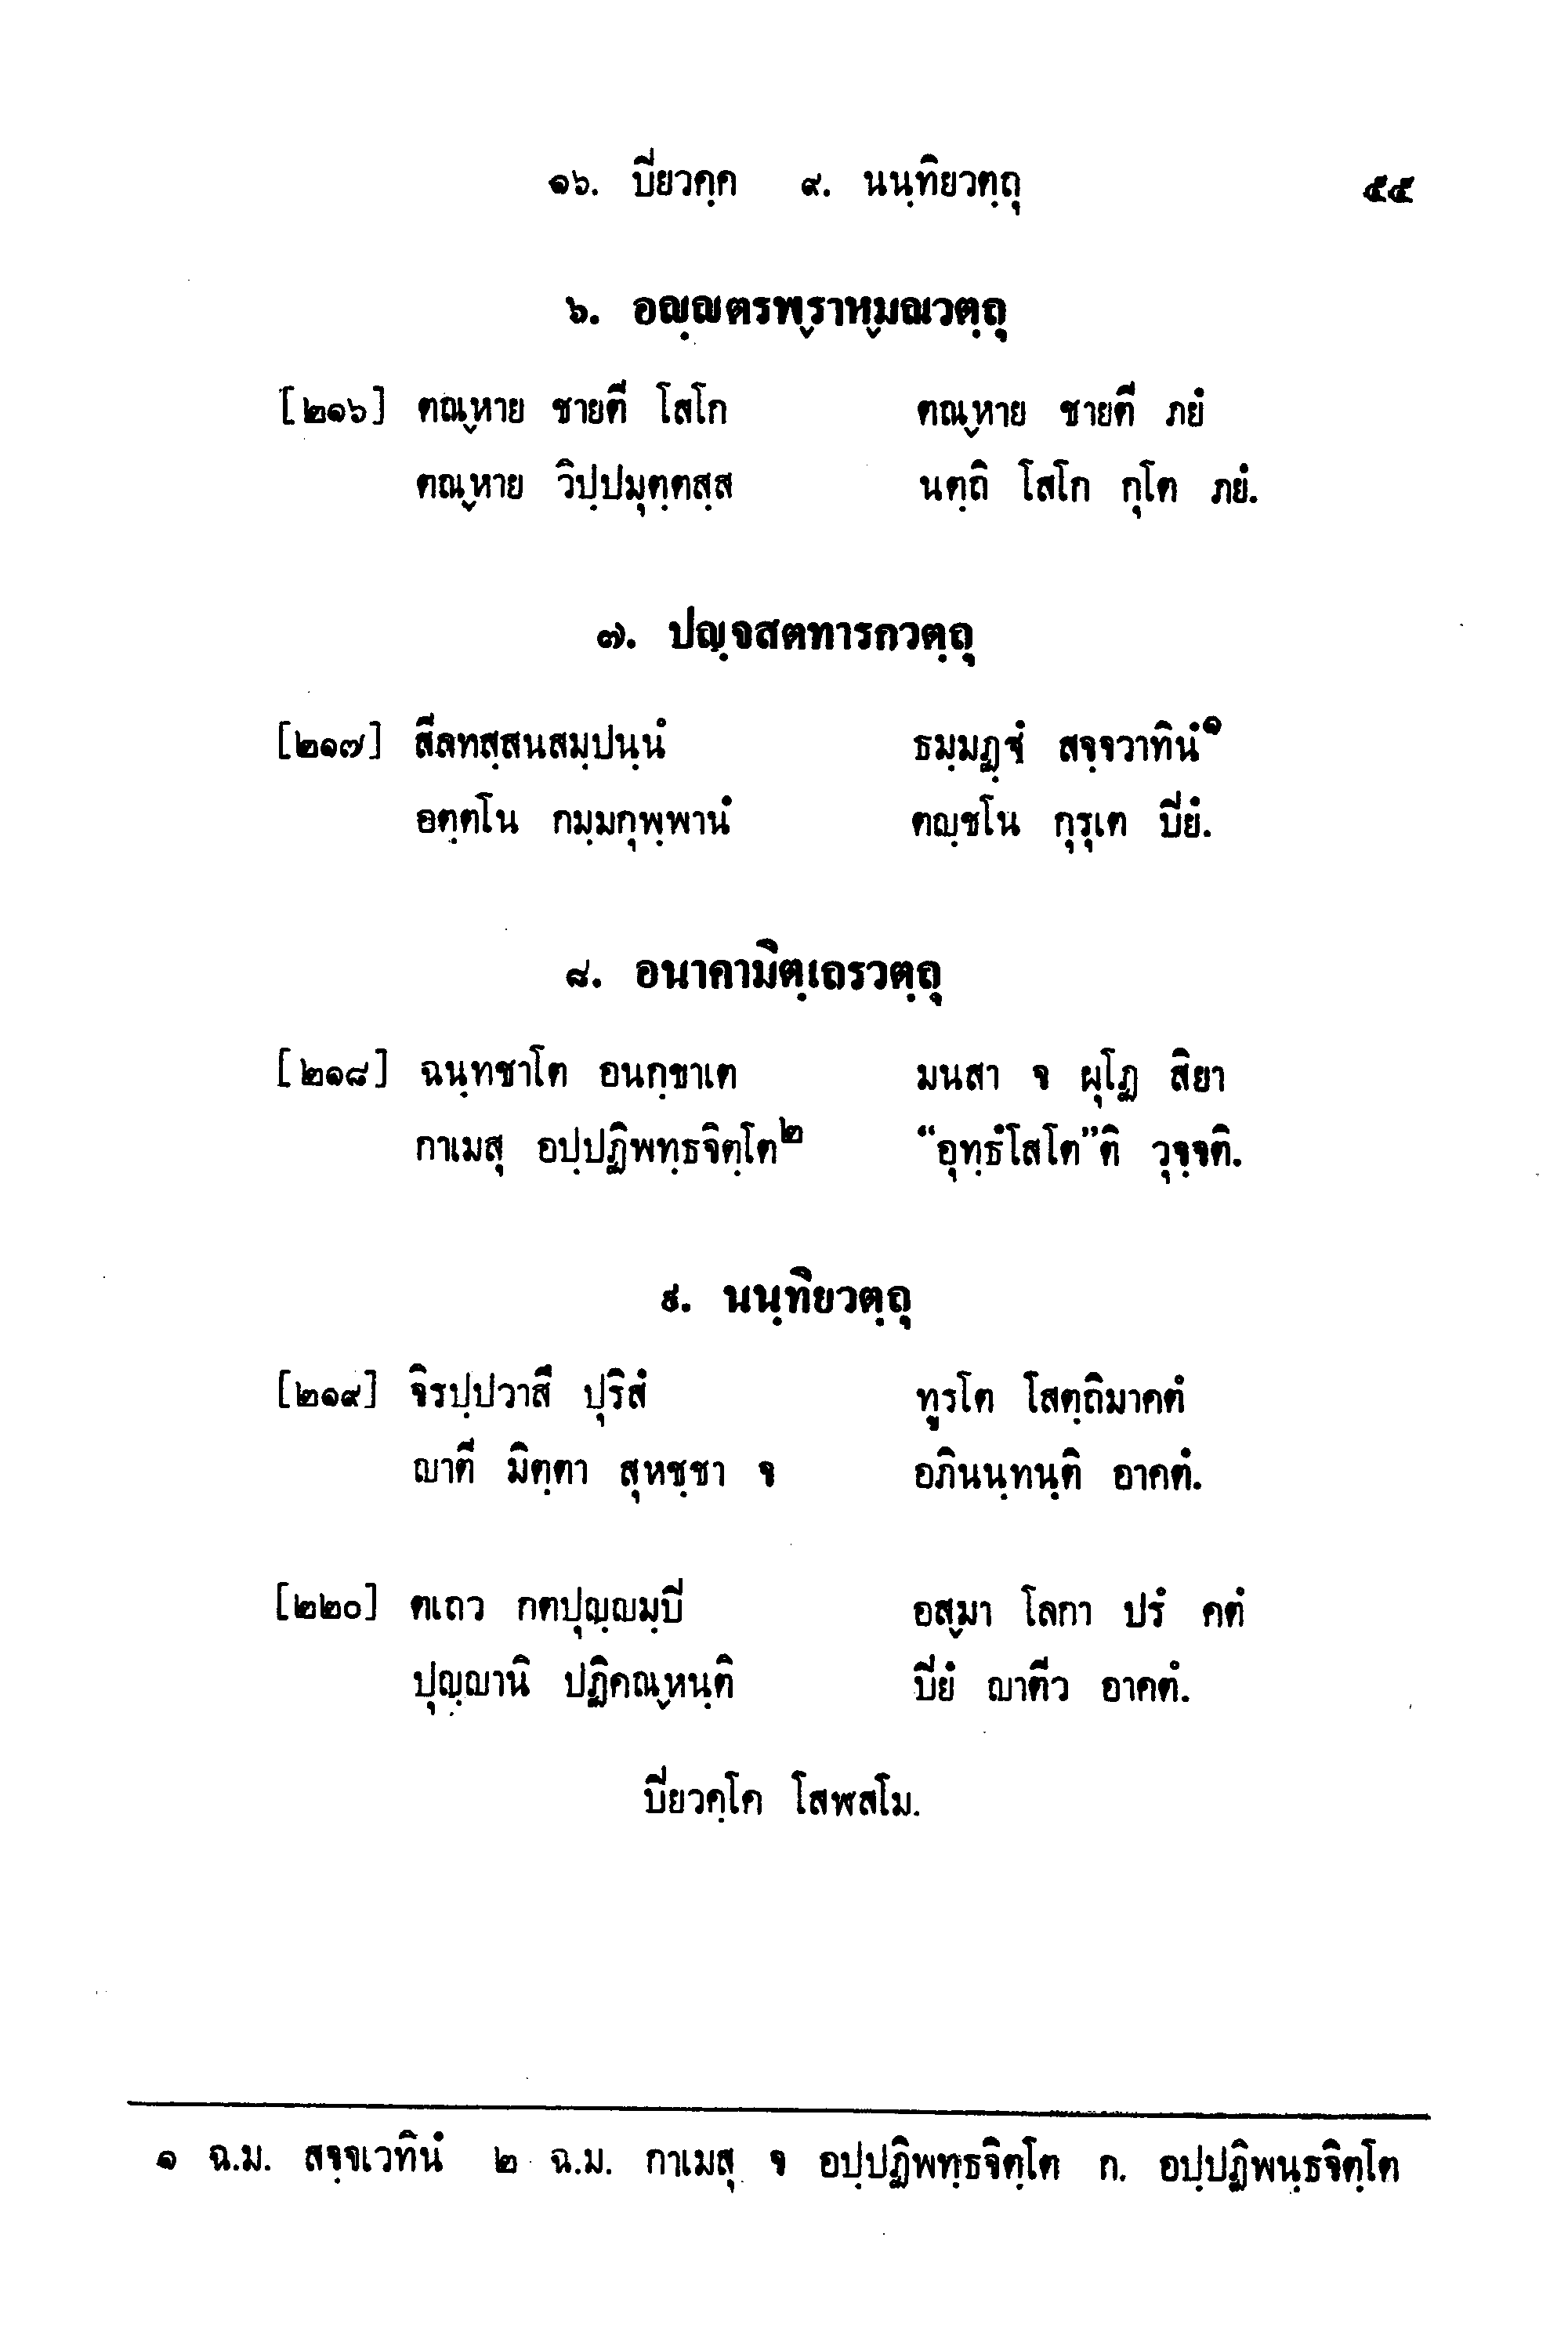 ๑๖. ปิยวคฺค ๙. นนฺทิยวตฺถุ ๕๕
๖. อญฺญตรพ๎ราห๎มณวตฺถุ
[๒๑๖] ตณ๎หาย ชายตี โสโก ตณ๎หาย ชายตี ภยํ
ตณ๎หาย วิปฺปมุตฺตสฺส นตฺถิ โสโก กุโต ภยํ.
๗. ปญฺจสตทารกวตฺถุ
[๒๑๗] สีลทสฺสนสมฺปนฺนํ ธมฺมฏฺฐํ สจฺจวาทินํ๑
อตฺตโน กมฺมกุพฺพานํ ตญฺชโน กุรุเต ปิยํ.
๘. อนาคามิตฺเถรวตฺถุ
[๒๑๘] ฉนฺทชาโต อนกฺขาเต มนสา จ ผุโฏ สิยา
กาเมสุ อปฺปฏิพทฺธจิตฺโต๒ “อุทฺธํโสโต”ติ วุจฺจติ.
๙. นนฺทิยวตฺถุ
[๒๑๙] จิรปฺปวาสึ ปุริสํ ทูรโต โสตฺถิมาคตํ
ญาตี มิตฺตา สุหชฺชา จ อภินนฺทนฺติ อาคตํ.
[๒๒๐] ตเถว กตปุญฺญมฺปิ อส๎มา โลกา ปรํ คตํ
ปุญฺญานิ ปฏิคณ๎หนฺติ ปิยํ ญาตีว อาคตํ.
ปิยวคฺโค โสฬสโม.
๑ ฉ.ม. สจฺจเวทินํ ๒ ฉ.ม. กาเมสุ จ อปฺปฏิพทฺธจิตฺโต ก. อปฺปฏิพนฺธจิตฺโต